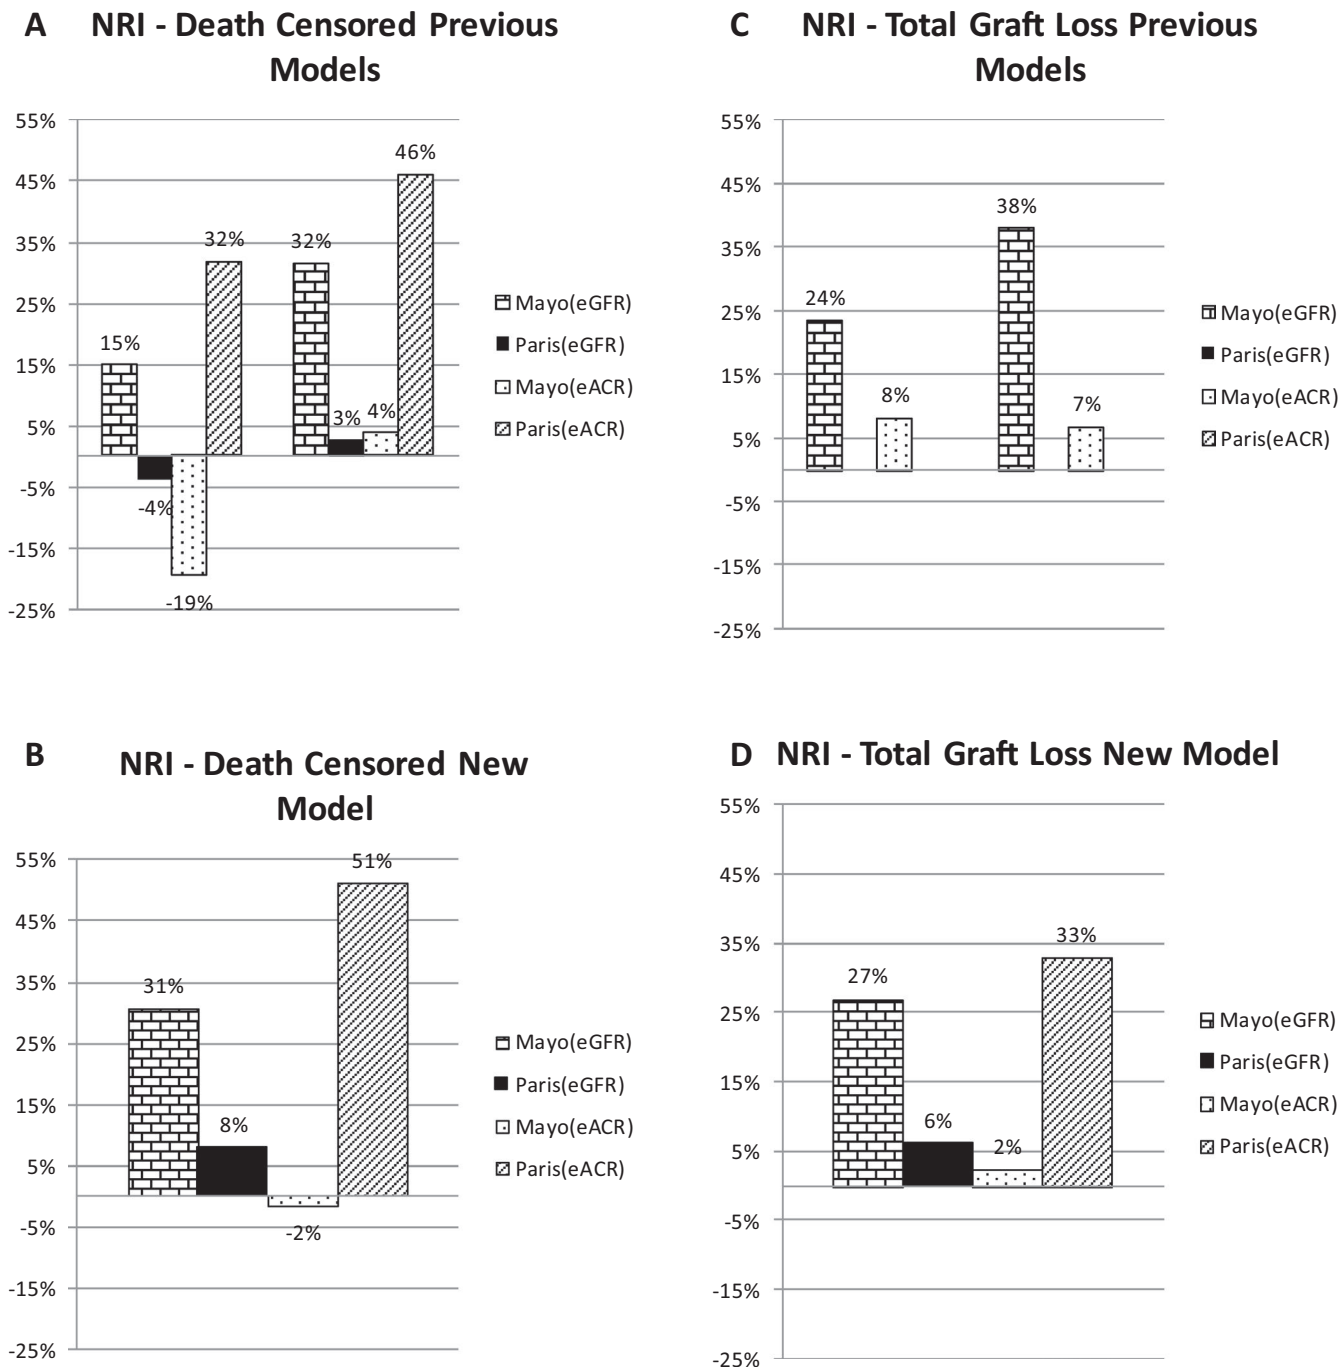 A NRI - Death Censored Previous
Models
55%
45%
35%
25%
15%
5%
-5%
-15%
-25%
15%
-4%
-19%
32%
32%
3%
4%
46%
Mayo(eGFR)
Paris(eGFR)
Mayo(eACR)
Paris(eACR)
C NRI - Total Graft Loss Previous
Models
55%
45%
35%
25%
15%
5%
-5%
-15%
-25%
24%
8%
38%
7%
Mayo(eGFR)
Paris(eGFR)
Mayo(eACR)
Paris(eACR)
B NRI - Death Censored New
Model
55%
45%
35%
25%
15%
5%
-5%
-15%
-25%
31%
8%
-2%
51%
Mayo(eGFR)
Paris(eGFR)
Mayo(eACR)
Paris(eACR)
D NRI - Total Graft Loss New Model
55%
45%
35%
25%
15%
5%
-5%
-15%
-25%
27%
6%
2%
33%
Mayo(eGFR)
Paris(eGFR)
Mayo(eACR)
Paris(eACR)